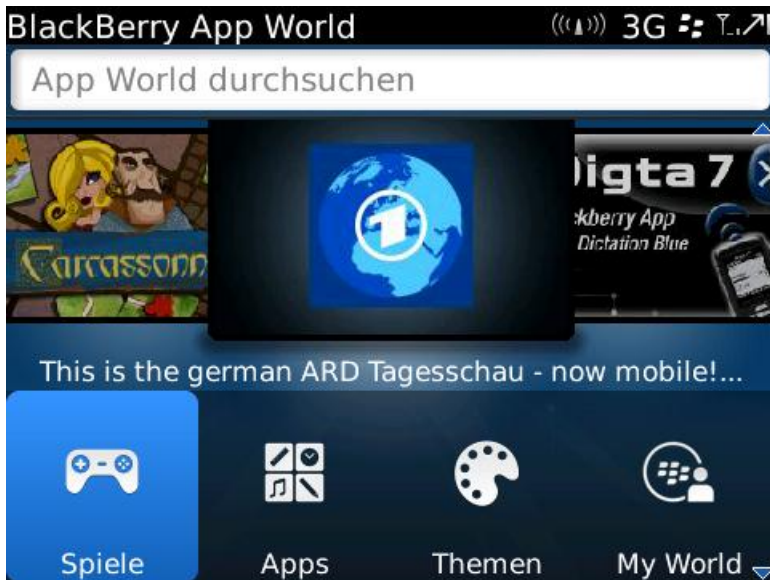 BlackBerry App World 3G
App World durchsuchen
Carcassonn
Digta 7
kberry App
Dictation Blue
This is the german ARD Tagesschau - now mobile!...
Spiele Apps Themen My World